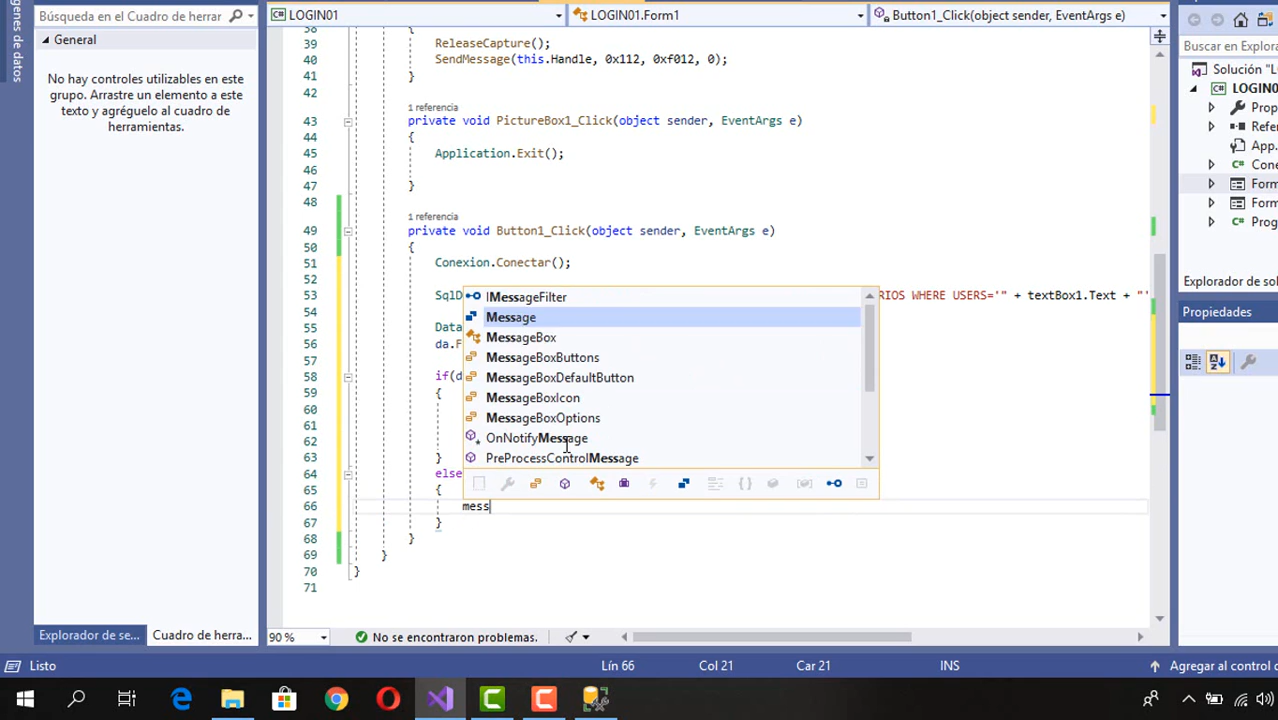 Búsqueda en el Cuadro de herrar
General
No hay controles utilizables en este
grupo. Arrastre un elemento a este
texto y agréguelo al cuadro de
herramientas.
Explorador de se...
Cuadro de herra...
LOGIN01
LOGIN01.Form1
Button1_Click(object sender, EventArgs e)
38 {
39 ReleaseCapture();
40 SendMessage(this.Handle, 0x112, 0xf012, 0);
41 }
42
1 referencia
43 private void PictureBox1_Click(object sender, EventArgs e)
44 {
45 Application.Exit();
46
47 }
48
1 referencia
49 private void Button1_Click(object sender, EventArgs e)
50 {
51 Conexion.Conectar();
52
53 SqlD RIOS WHERE USERS='" + textBox1.Text + "'
54
55 Data
56 da.F
57
58 if(d
59 {
60
61
62
63 }
64 else
65 {
66 mess
67 }
68 }
69 }
70 }
71
IMessageFilter
Message
MessageBox
MessageBoxButtons
MessageBoxDefaultButton
MessageBoxIcon
MessageBoxOptions
OnNotifyMessage
PreProcessControlMessage
90 %
No se encontraron problemas.
Buscar en Explora
Solución "L
LOGIN0
Prop
Refer
App.
Cone
Form
Form
Prog
Explorador de solu
Propiedades
Listo
Lín 66
Col 21
Car 21
INS
Agregar al control c